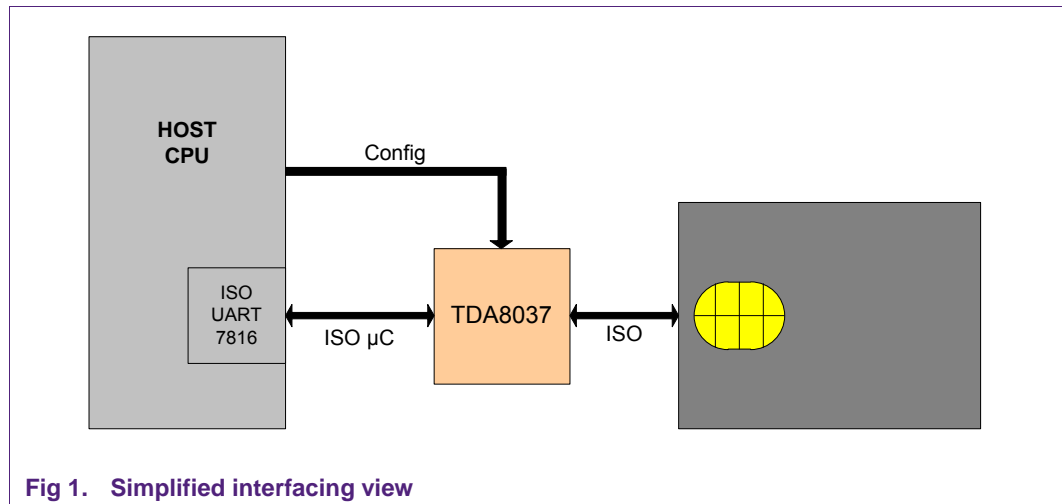 HOST
CPU
Config
ISO
UART
7816
ISO µC
TDA8037
ISO
Fig 1. Simplified interfacing view